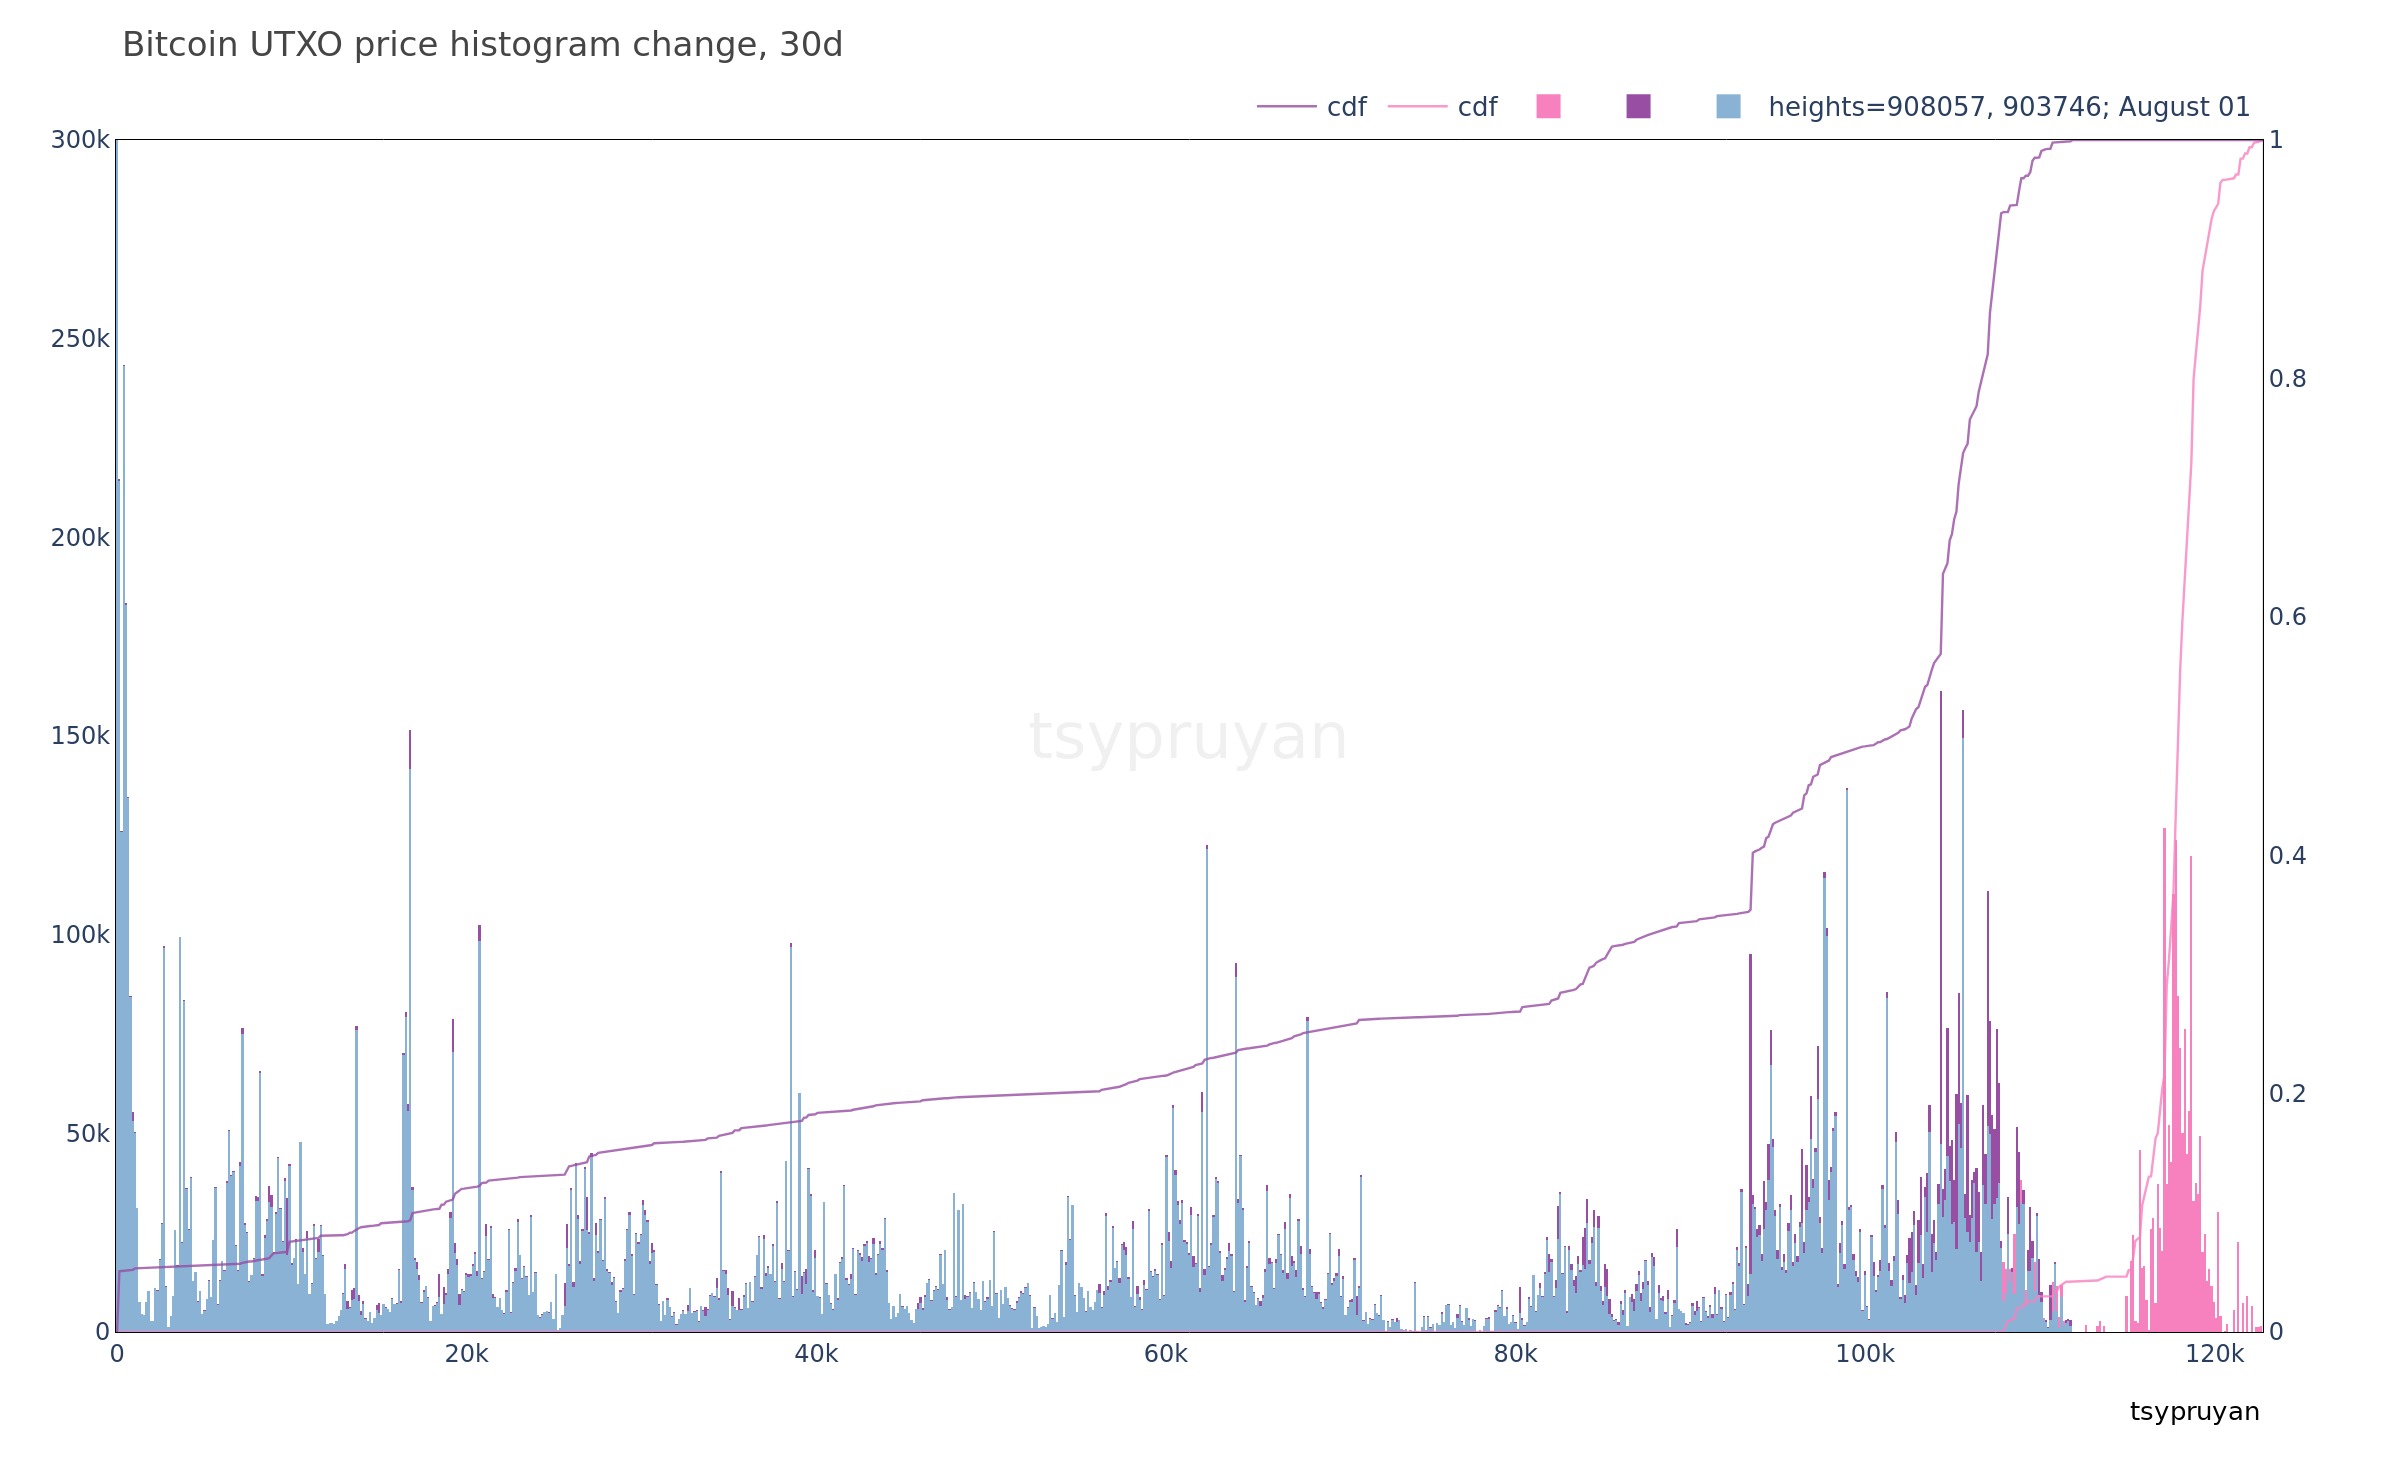 Bitcoin UTXO price histogram change, 30d
cdf cdf heights=908057, 903746; August 01
300k
250k
200k
150k
100k
50k
0
1
0.8
0.6
0.4
0.2
0
tsypruyan
0 20k 40k 60k 80k 100k 120k
tsypruyan